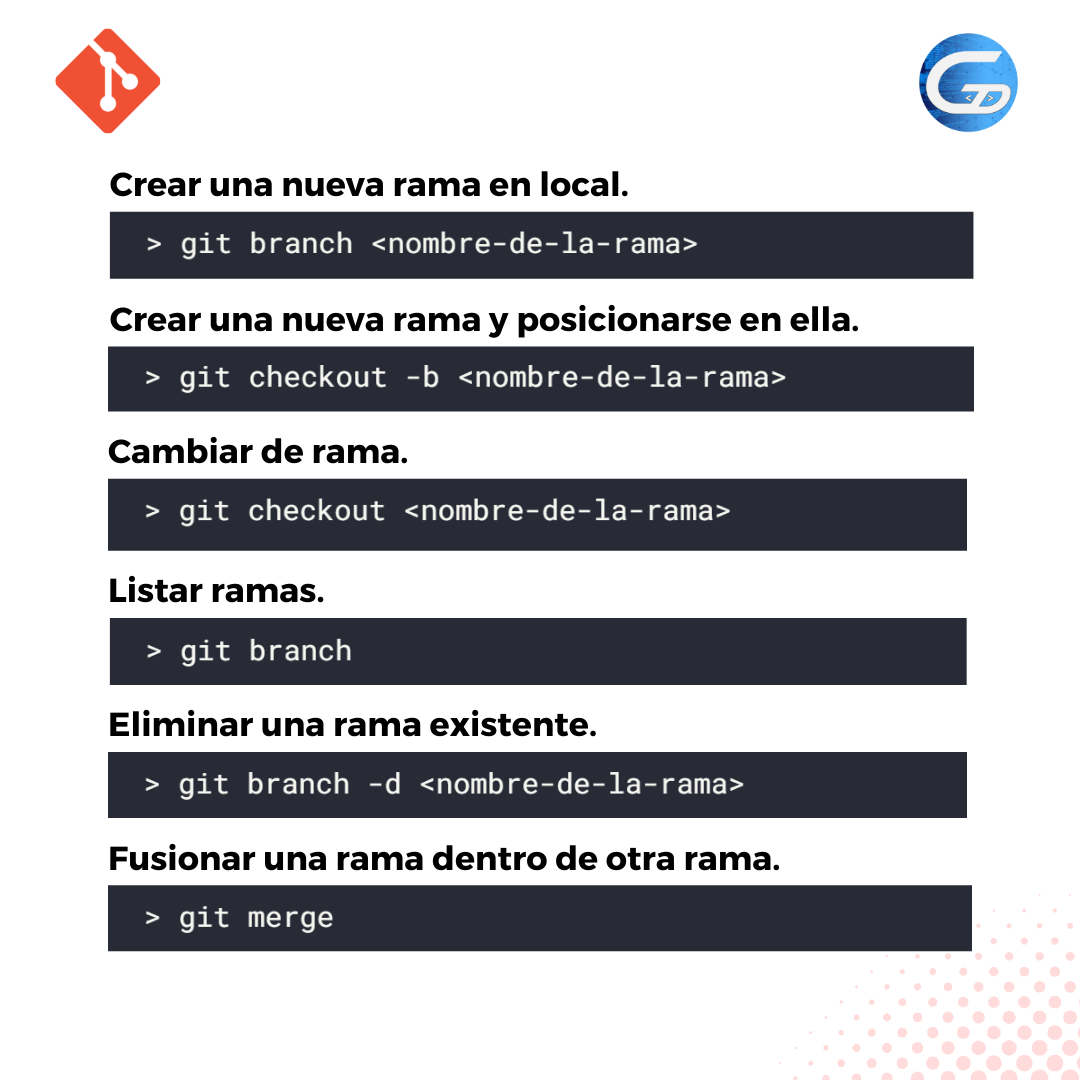 Crear una nueva rama en local.
> git branch <nombre-de-la-rama>
Crear una nueva rama y posicionarse en ella.
> git checkout -b <nombre-de-la-rama>
Cambiar de rama.
> git checkout <nombre-de-la-rama>
Listar ramas.
> git branch
Eliminar una rama existente.
> git branch -d <nombre-de-la-rama>
Fusionar una rama dentro de otra rama.
> git merge